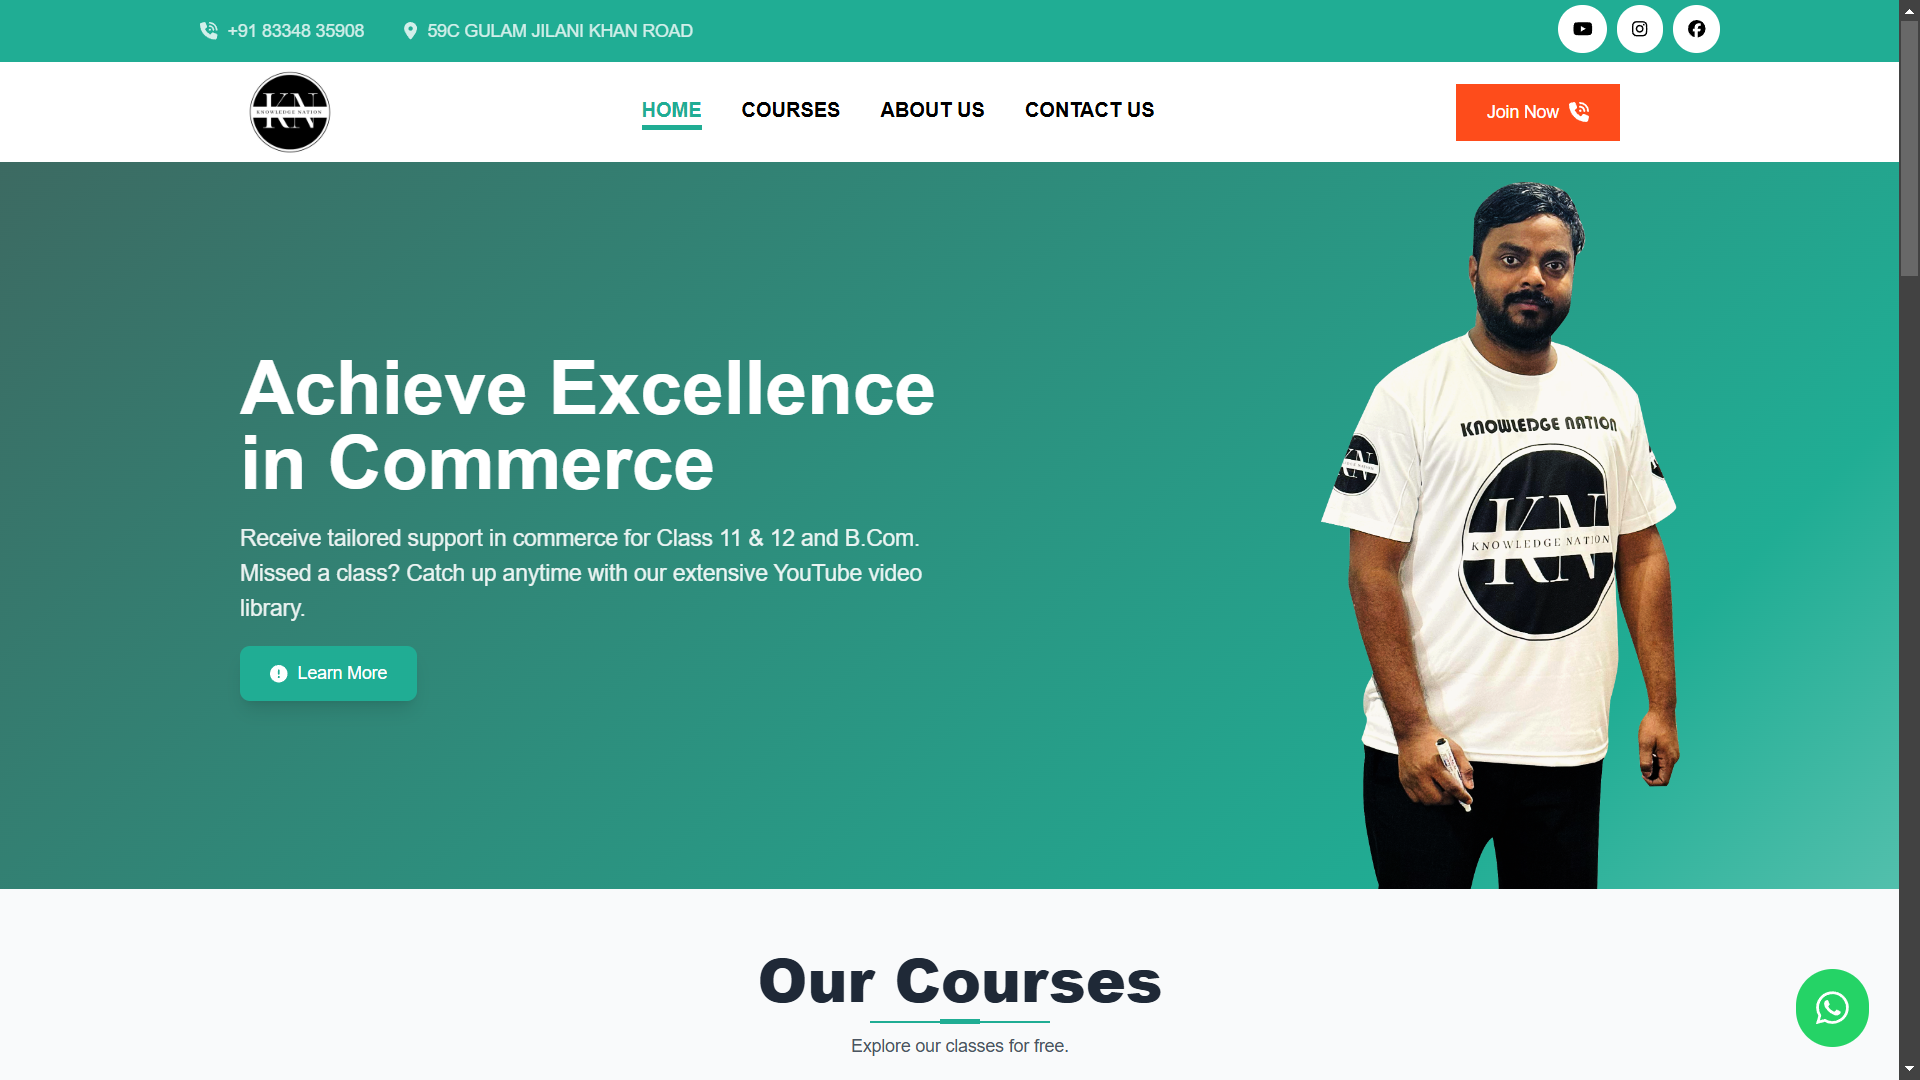 +91 83348 35908
59C GULAM JILANI KHAN ROAD
KN
KNOWLEDGE NATION
HOME
COURSES
ABOUT US
CONTACT US
Join Now
Achieve Excellence
in Commerce
Receive tailored support in commerce for Class 11 & 12 and B.Com.
Missed a class? Catch up anytime with our extensive YouTube video
library.
Learn More
KNOWLEDGE NATION
KN
KN
KNOWLEDGE NATION
Our Courses
Explore our classes for free.